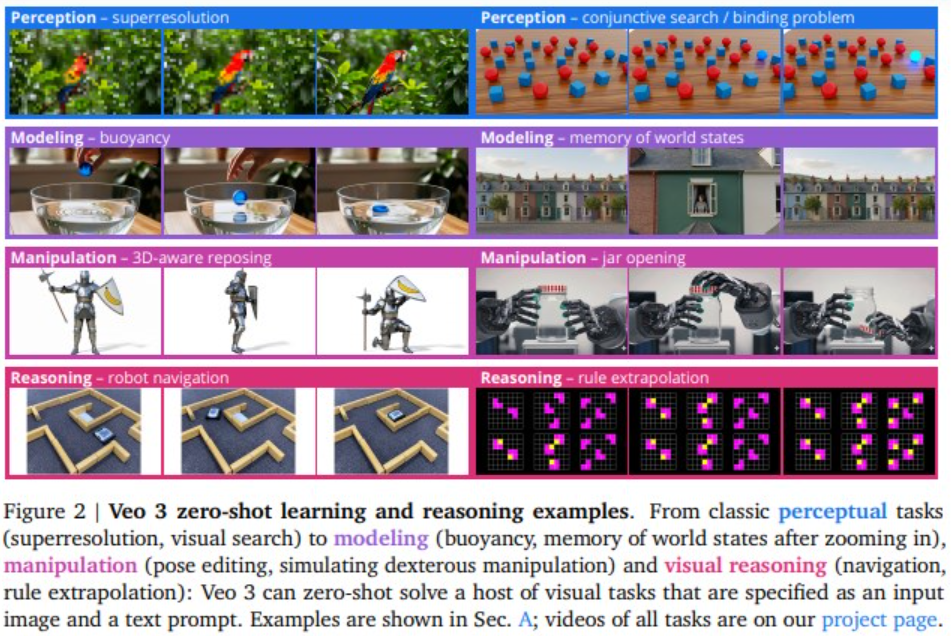 Perception – superresolution
Perception – conjunctive search / binding problem
Modeling – buoyancy
Modeling – memory of world states
Manipulation – 3D-aware reposing
Manipulation – jar opening
Reasoning – robot navigation
Reasoning – rule extrapolation
Figure 2 | Veo 3 zero-shot learning and reasoning examples. From classic perceptual tasks
(superresolution, visual search) to modeling (buoyancy, memory of world states after zooming in),
manipulation (pose editing, simulating dexterous manipulation) and visual reasoning (navigation,
rule extrapolation): Veo 3 can zero-shot solve a host of visual tasks that are specified as an input
image and a text prompt. Examples are shown in Sec. A; videos of all tasks are on our project page.